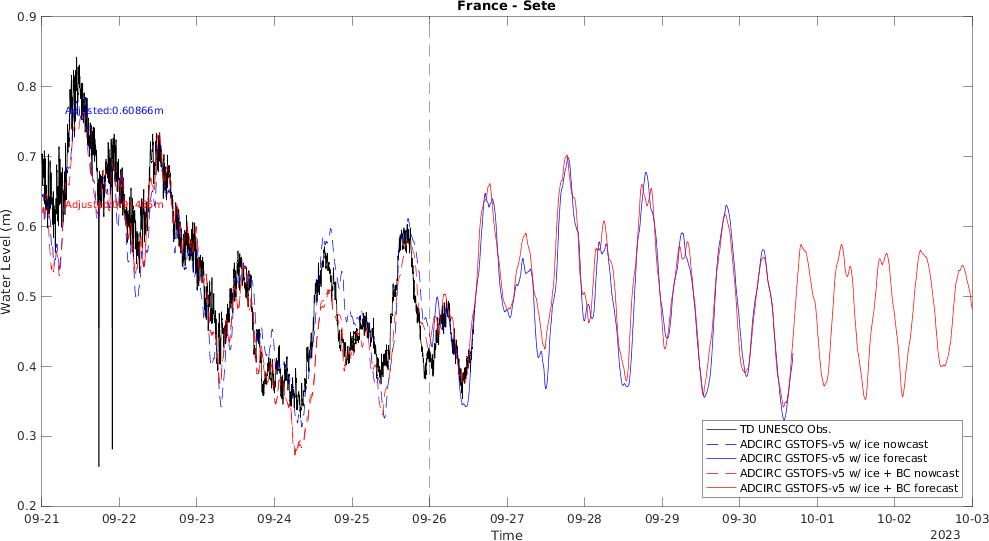 France - Sete
0.9
0.8
0.7
0.6
0.5
0.4
0.3
0.2
Water Level (m)
Adjusted:0.60866m
09-21 09-22 09-23 09-24 09-25 09-26 09-27 09-28 09-29 09-30 10-01 10-02 10-03
Time
2023
TD UNESCO Obs.
ADCIRC GSTOFS-v5 w/ ice nowcast
ADCIRC GSTOFS-v5 w/ ice forecast
ADCIRC GSTOFS-v5 w/ ice + BC nowcast
ADCIRC GSTOFS-v5 w/ ice + BC forecast